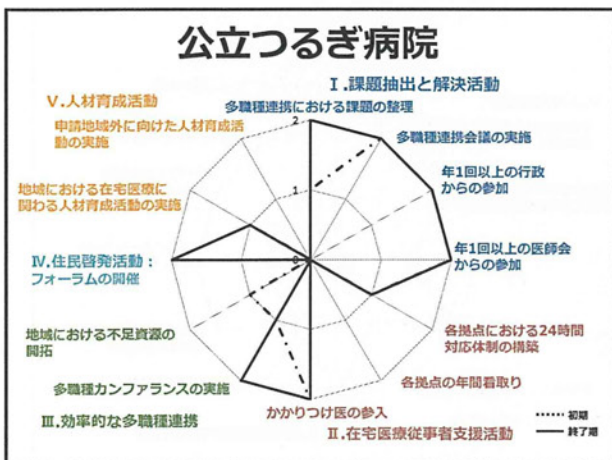 公立つるぎ病院
Ⅰ.課題抽出と解決活動
多職種連携における課題の整理
多職種連携会議の実施
年1回以上の行政
からの参加
年1回以上の医師会
からの参加
各拠点における24時間
対応体制の構築
各拠点の年間看取り
かかりつけ医の参入
Ⅱ.在宅医療従事者支援活動
多職種カンファランスの実施
Ⅲ.効率的な多職種連携
地域における不足資源の
開拓
Ⅳ.住民啓発活動:
フォーラムの開催
地域における在宅医療に
関わる人材育成活動の実施
Ⅴ.人材育成活動
申請地域外に向けた人材育成活
動の実施
2
1
0
初期
終了期